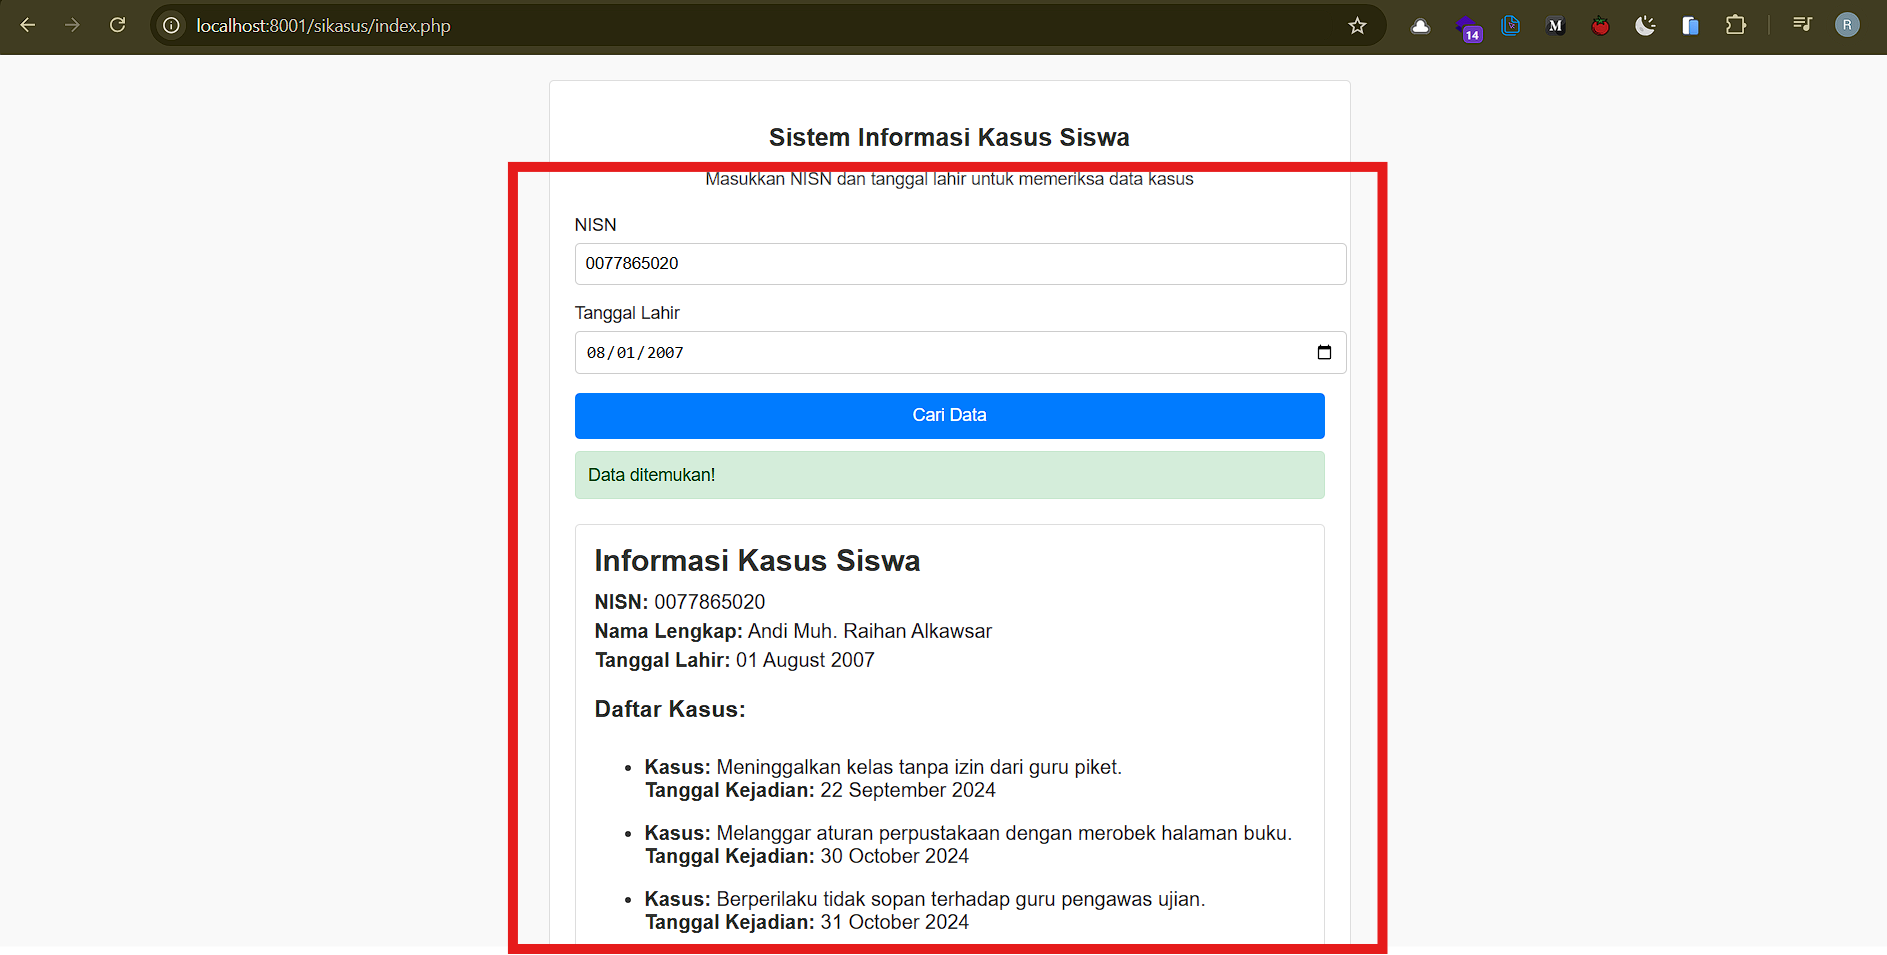 localhost:8001/sikasus/index.php
14
M
R
Sistem Informasi Kasus Siswa
Masukkan NISN dan tanggal lahir untuk memeriksa data kasus
NISN
0077865020
Tanggal Lahir
08/01/2007
Cari Data
Data ditemukan!
Informasi Kasus Siswa
NISN: 0077865020
Nama Lengkap: Andi Muh. Raihan Alkawsar
Tanggal Lahir: 01 August 2007
Daftar Kasus:
• Kasus: Meninggalkan kelas tanpa izin dari guru piket.
Tanggal Kejadian: 22 September 2024
• Kasus: Melanggar aturan perpustakaan dengan merobek halaman buku.
Tanggal Kejadian: 30 October 2024
• Kasus: Berperilaku tidak sopan terhadap guru pengawas ujian.
Tanggal Kejadian: 31 October 2024